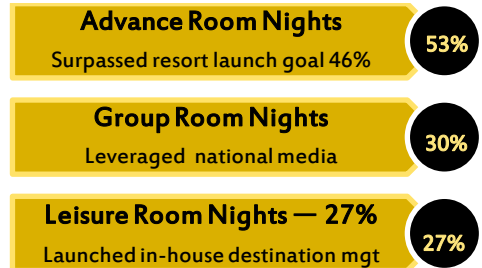 Advance Room Nights
Surpassed resort launch goal 46%
53%
Group Room Nights
Leveraged national media
30%
Leisure Room Nights — 27%
Launched in-house destination mgt
27%